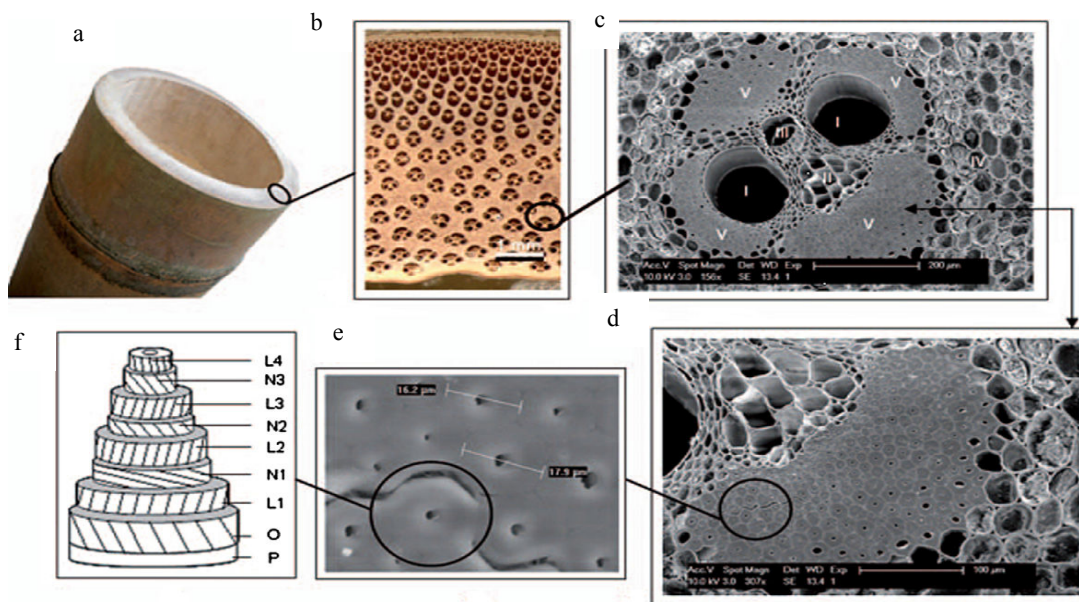 a
b
c
1 mm
V
V
I
III
I
II
IV
V
V
Acc.V Spot Magn Det WD Exp
10.0 kV 3.0 156x SE 13.4 1
200 µm
f
L4
N3
L3
N2
L2
N1
L1
O
P
e
16.2 µm
17.9 µm
d
Acc.V Spot Magn Det WD Exp
10.0 kV 3.0 307x SE 13.4 1
100 µm